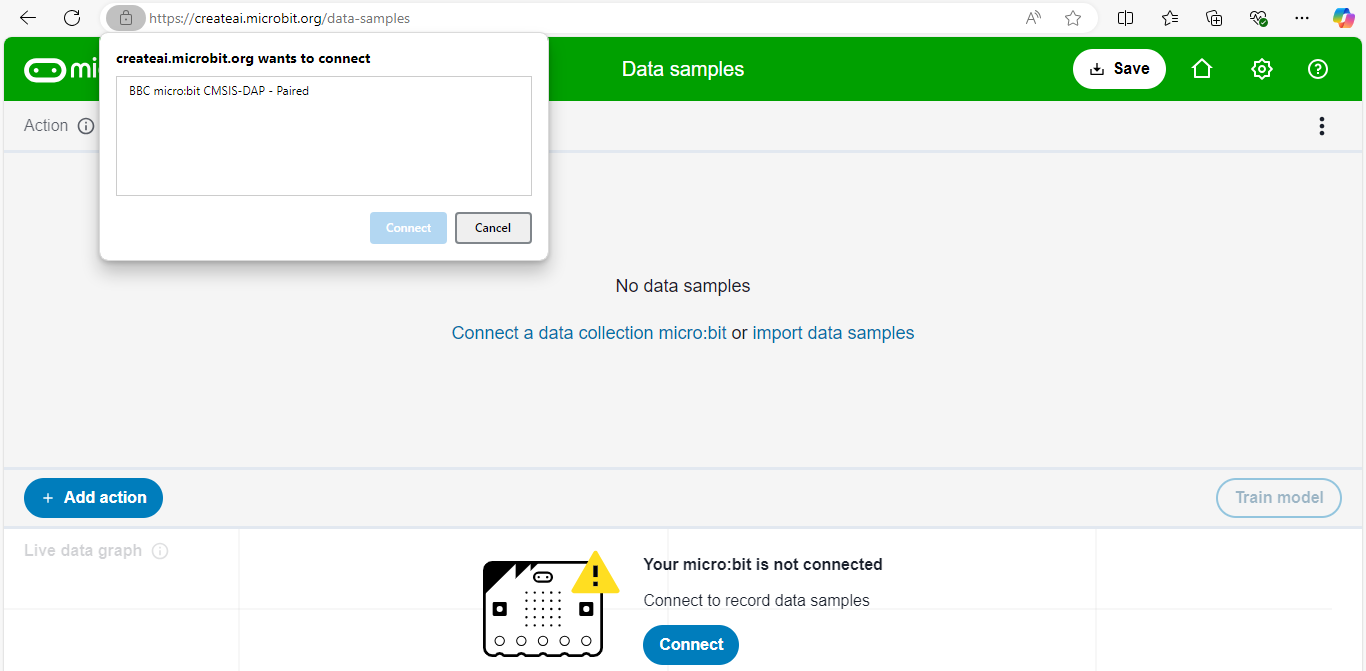 https://createai.microbit.org/data-samples
createai.microbit.org wants to connect
BBC micro:bit CMSIS-DAP - Paired
Connect
Cancel
mi
Data samples
Save
Action
No data samples
Connect a data collection micro:bit or import data samples
+ Add action
Train model
Live data graph
Your micro:bit is not connected
Connect to record data samples
Connect